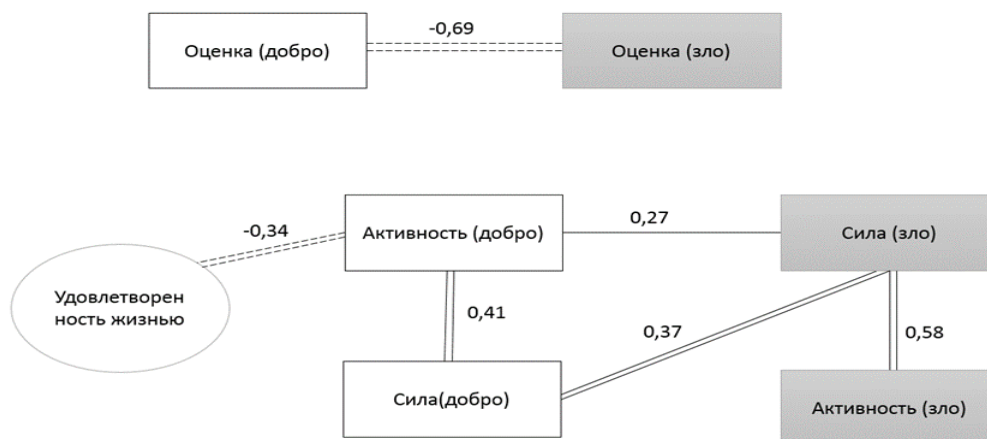 -0,69
Оценка (добро)
Оценка (зло)
-0,34
Активность (добро)
0,27
Сила (зло)
Удовлетворен
ность жизнью
0,41
0,37
0,58
Сила(добро)
Активность (зло)